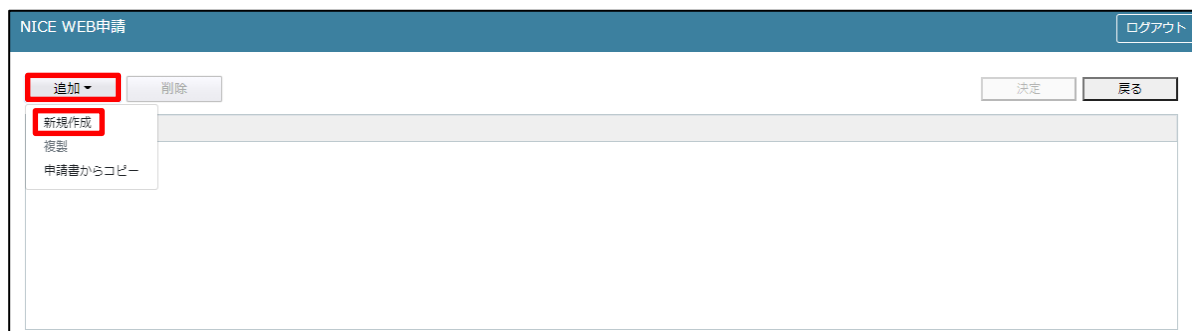 NICE WEB申請
ログアウト
追加
削除
決定
戻る
新規作成
複製
申請書からコピー